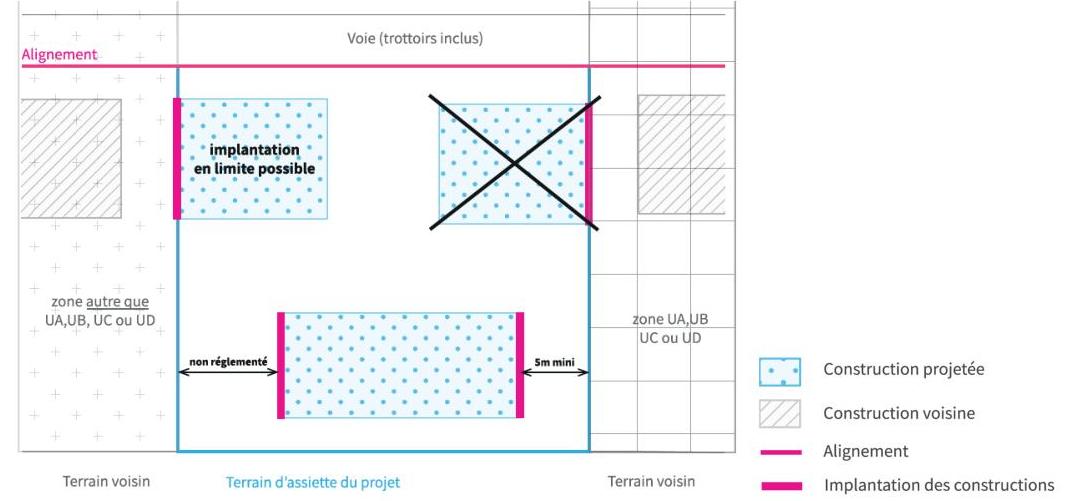 Voie (trottoirs inclus)
Alignement
implantation
en limite possible
zone autre que
UA,UB, UC ou UD
zone UA,UB
UC ou UD
non réglementé
5m mini
Construction projetée
Construction voisine
Alignement
Implantation des constructions
Terrain voisin
Terrain d'assiette du projet
Terrain voisin